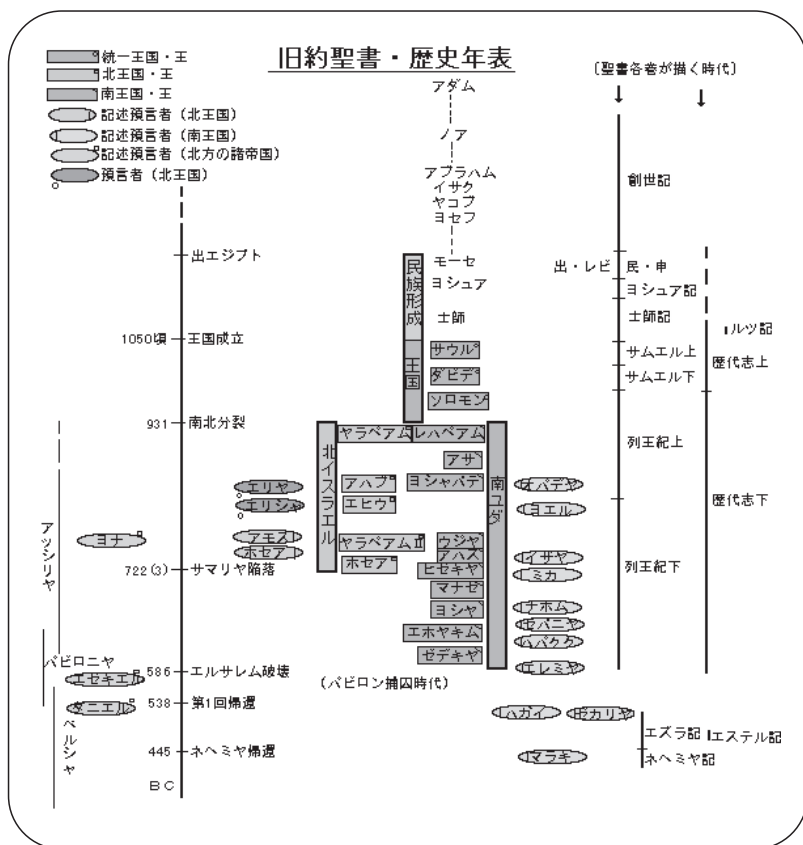 旧約聖書・歴史年表
統一王国・王
北王国・王
南王国・王
記述預言者(北王国)
記述預言者(南王国)
記述預言者(北方の諸帝国)
預言者(北王国)
〔聖書各巻が描く時代〕
アダム
ノア
アブラハム
イサク
ヤコブ
ヨセフ
創世記
出エジプト
民族形成
モーセ
ヨシュア
士師
出・レビ 民・申
ヨシュア記
士師記
ルツ記
1050頃 王国成立
王国
サウル
ダビデ
ソロモン
サムエル上
サムエル下
歴代志上
931 南北分裂
北イスラエル
ヤラベアム
レハベアム
アサ
アハブ
ヨシャパテ
エヒウ
南ユダ
エリヤ
エリシャ
オバデヤ
ヨエル
列王紀上
歴代志下
アッシリヤ
ヨナ
アモス
ホセア
ヤラベアムⅡ
ホセア
ウジヤ
アハズ
ヒゼキヤ
マナゼ
ヨシヤ
エホヤキム
ゼデキヤ
イザヤ
ミカ
ナホム
ゼパニヤ
ハバクク
エレミヤ
列王紀下
722(3) サマリヤ陥落
バビロニヤ
エゼキエル
586 エルサレム破壊
(バビロン捕囚時代)
ダニエル
538 第1回帰還
ペルシャ
ハガイ
ゼカリヤ
エズラ記
エステル記
445 ネヘミヤ帰還
マラキ
ネヘミヤ記
BC